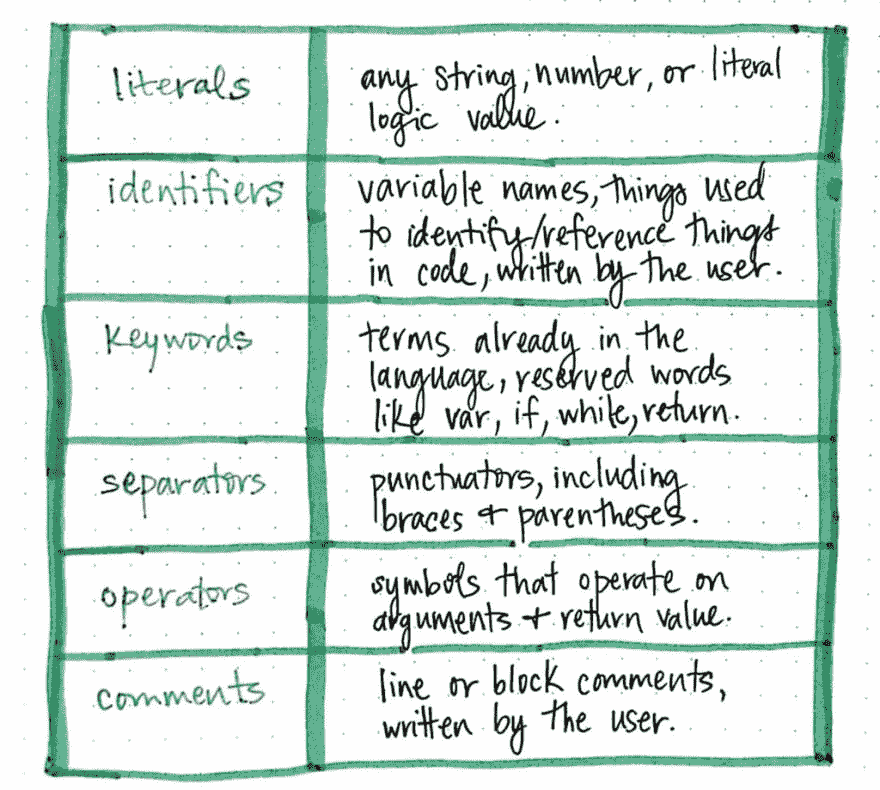 literals
any string, number, or literal
logic value.
identifiers
variable names, things used
to identify/reference things
in code, written by the user.
keywords
terms already in the
language, reserved words
like var, if, while, return.
separators
punctuators, including
braces + parentheses.
operators
symbols that operate on
arguments + return value.
comments
line or block comments,
written by the user.